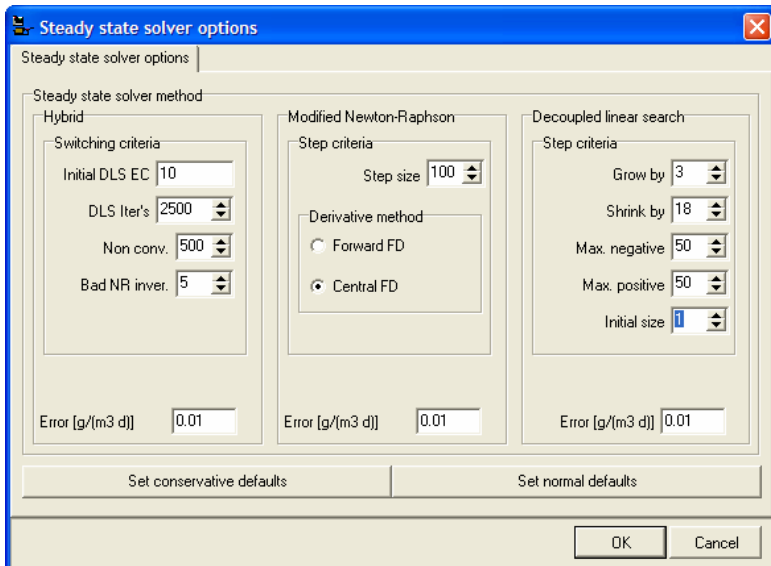 Steady state solver options
Steady state solver options
Steady state solver method
Hybrid
Switching criteria
Initial DLS EC 10
DLS Iter's 2500
Non conv. 500
Bad NR inver. 5
Error [g/(m3 d)] 0.01
Modified Newton-Raphson
Step criteria
Step size 100
Derivative method
Forward FD
Central FD
Error [g/(m3 d)] 0.01
Decoupled linear search
Step criteria
Grow by 3
Shrink by 18
Max. negative 50
Max. positive 50
Initial size 1
Error [g/(m3 d)] 0.01
Set conservative defaults
Set normal defaults
OK
Cancel